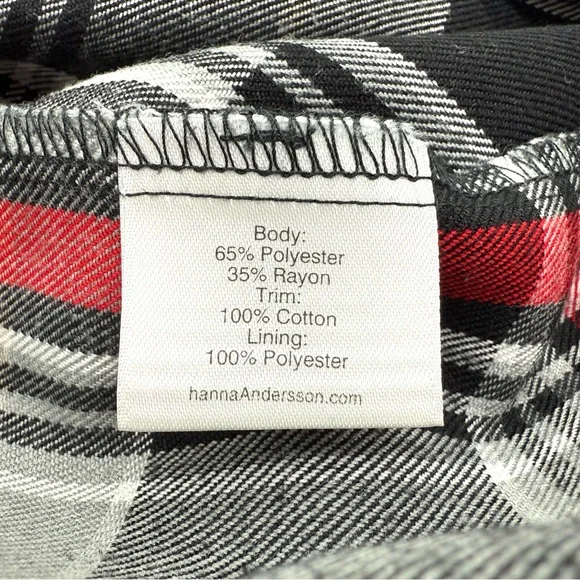 Body:
65% Polyester
35% Rayon
Trim:
100% Cotton
Lining:
100% Polyester
hannaAndersson.com